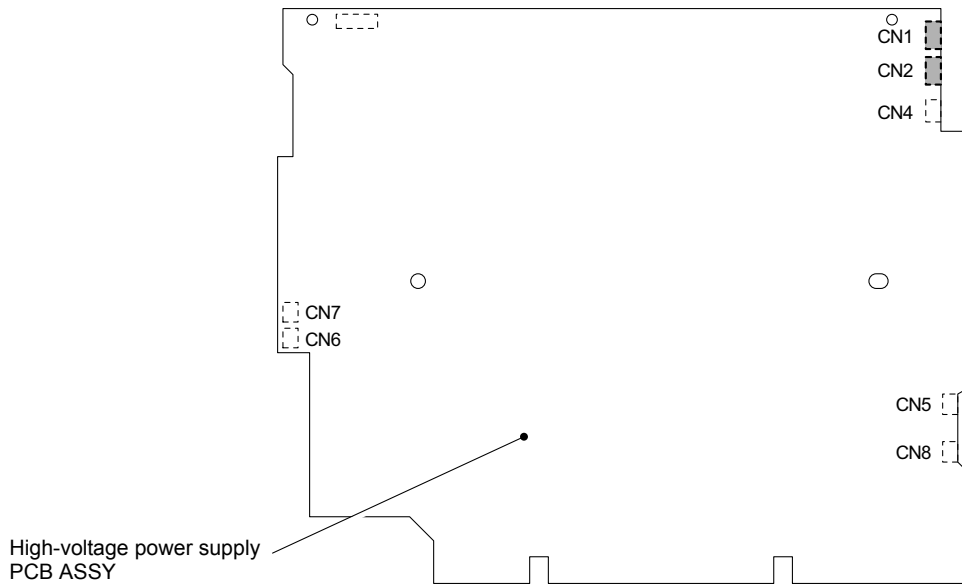 CN1
CN2
CN4
CN7
CN6
CN5
CN8
High-voltage power supply
PCB ASSY